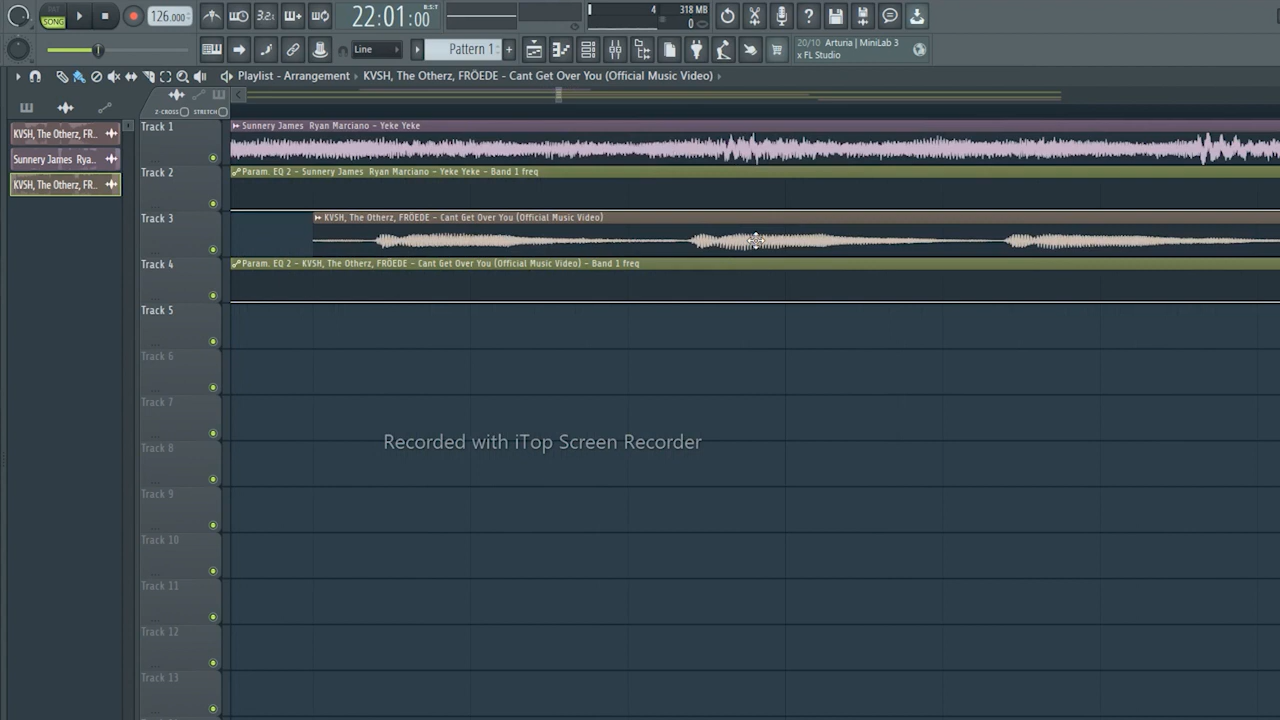 PAT
SONG
126.000
3.2:
22:01:00
B:S:T
4
318 MB
0
Line
Pattern 1
20/10 Arturia | MiniLab 3
x FL Studio
Playlist - Arrangement › KVSH, The Otherz, FRÖEDE - Cant Get Over You (Official Music Video) ›
Z-CROSS
STRETCH
KVSH, The Otherz, FR..
Sunnery James Rya..
KVSH, The Otherz, FR..
Track 1
Sunnery James Ryan Marciano - Yeke Yeke
Track 2
Param. EQ 2 - Sunnery James Ryan Marciano - Yeke Yeke - Band 1 freq
Track 3
KVSH, The Otherz, FRÖEDE - Cant Get Over You (Official Music Video)
Track 4
Param. EQ 2 - KVSH, The Otherz, FRÖEDE - Cant Get Over You (Official Music Video) - Band 1 freq
Track 5
Track 6
Track 7
Track 8
Recorded with iTop Screen Recorder
Track 9
Track 10
Track 11
Track 12
Track 13